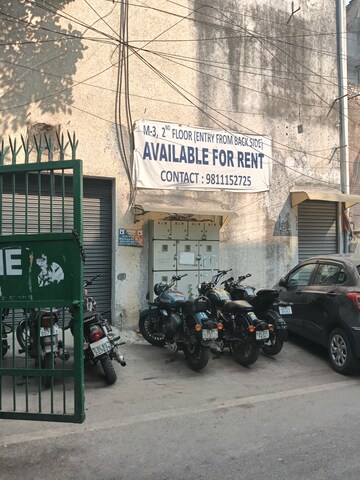 M-3, 2ND FLOOR (ENTRY FROM BACK SIDE)
AVAILABLE FOR RENT
CONTACT : 9811152725